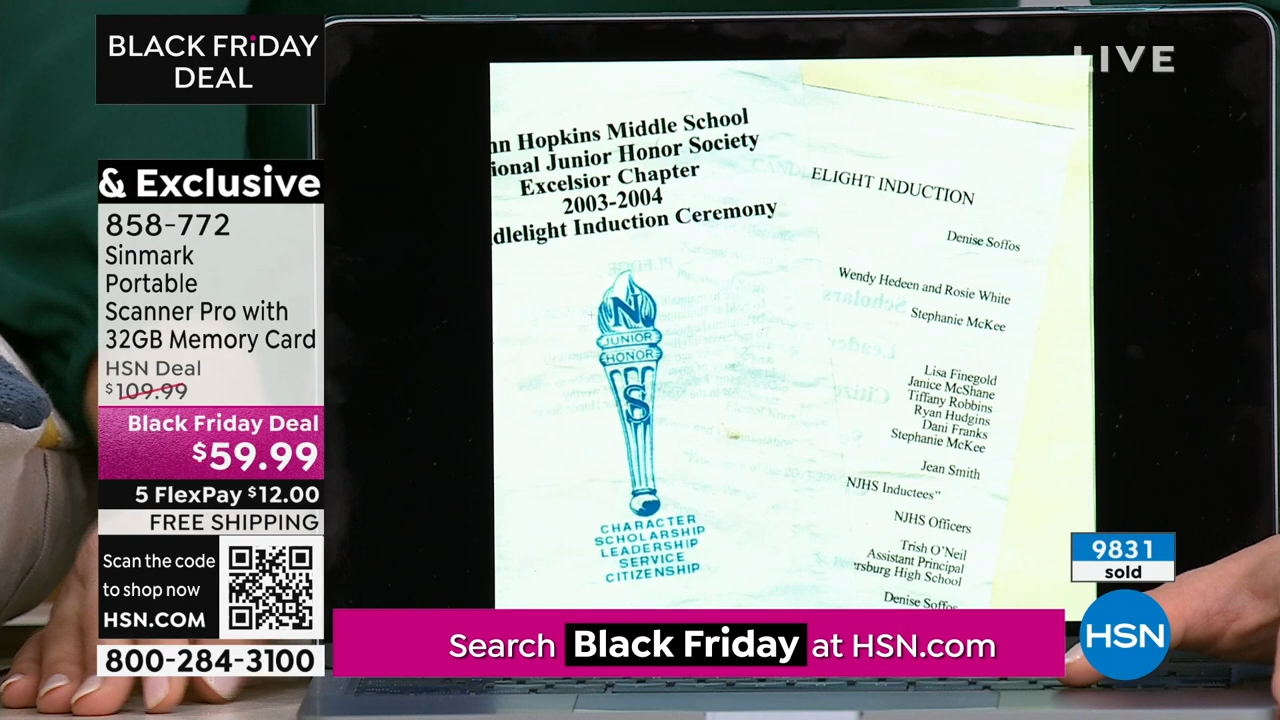 BLACK FRiDAY
DEAL
& Exclusive
858-772
Sinmark
Portable
Scanner Pro with
32GB Memory Card
HSN Deal
$109.99
Black Friday Deal
$59.99
5 FlexPay $12.00
FREE SHIPPING
Scan the code
to shop now
HSN.COM
800-284-3100
LIVE
nn Hopkins Middle School
ional Junior Honor Society
Excelsior Chapter
2003-2004
dlelight Induction Ceremony
N
JUNIOR
HONOR
S
CHARACTER
SCHOLARSHIP
LEADERSHIP
SERVICE
CITIZENSHIP
CANDLELIGHT INDUCTION
Denise Soffos
Wendy Hedeen and Rosie White
Stephanie McKee
Lisa Finegold
Janice McShane
Tiffany Robbins
Ryan Hudgins
Dani Franks
Stephanie McKee
Jean Smith
NJHS Inductees"
NJHS Officers
Trish O'Neil
Assistant Principal
rsburg High School
Denise Soffos
9831
sold
HSN
Search Black Friday at HSN.com